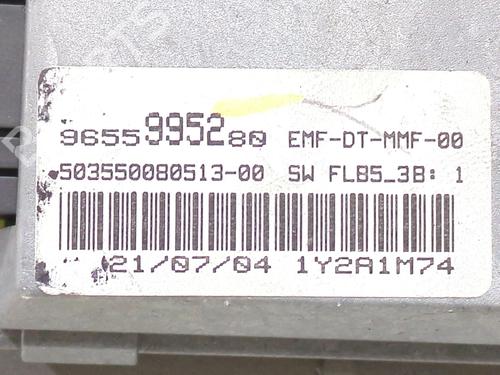 9655995280 EMF-DT-MMF-00
503550080513-00 SW FLB5_3B: 1
21/07/04 1Y2A1M74